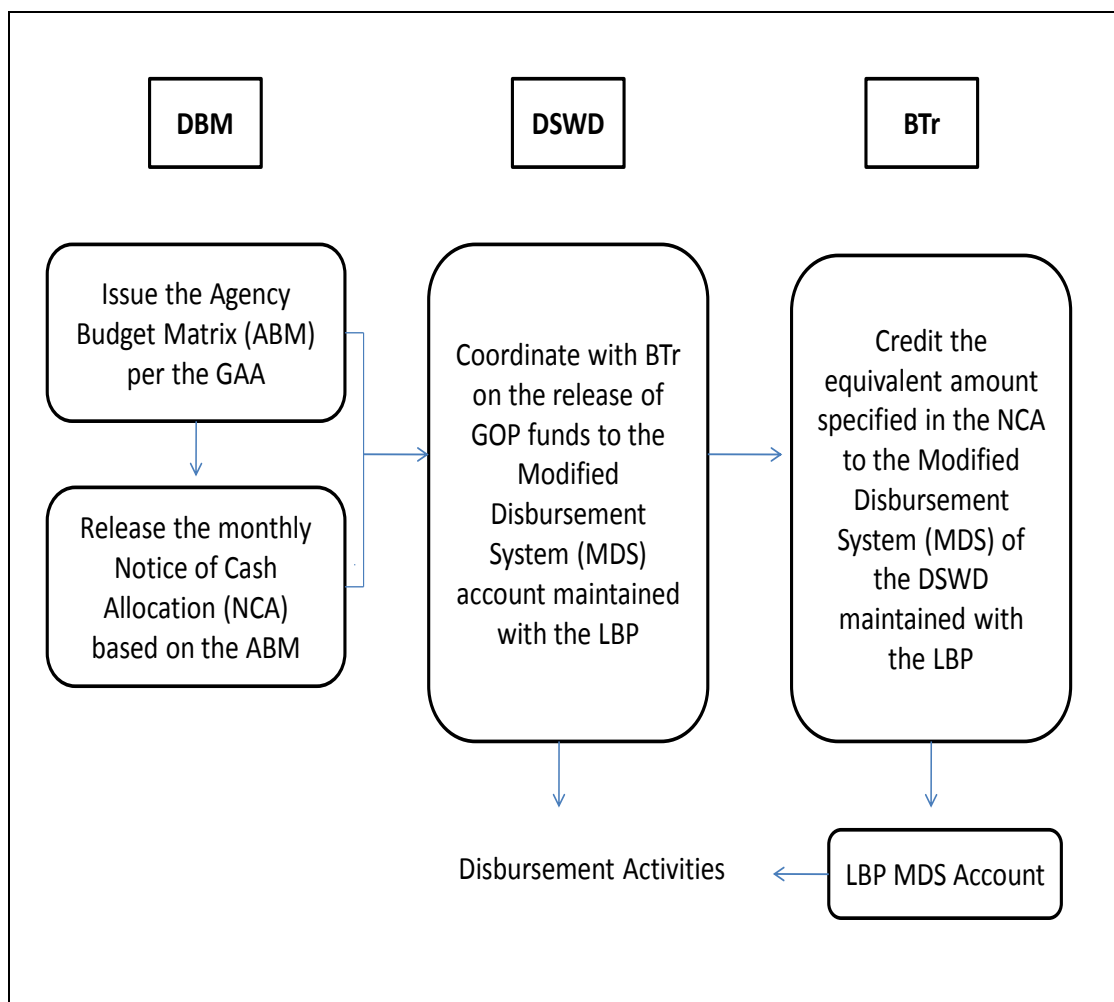 DBM
DSWD
BTr
Issue the Agency
Budget Matrix (ABM)
per the GAA
Release the monthly
Notice of Cash
Allocation (NCA)
based on the ABM
Coordinate with BTr
on the release of
GOP funds to the
Modified
Disbursement
System (MDS)
account maintained
with the LBP
Credit the
equivalent amount
specified in the NCA
to the Modified
Disbursement
System (MDS) of
the DSWD
maintained with
the LBP
Disbursement Activities
LBP MDS Account